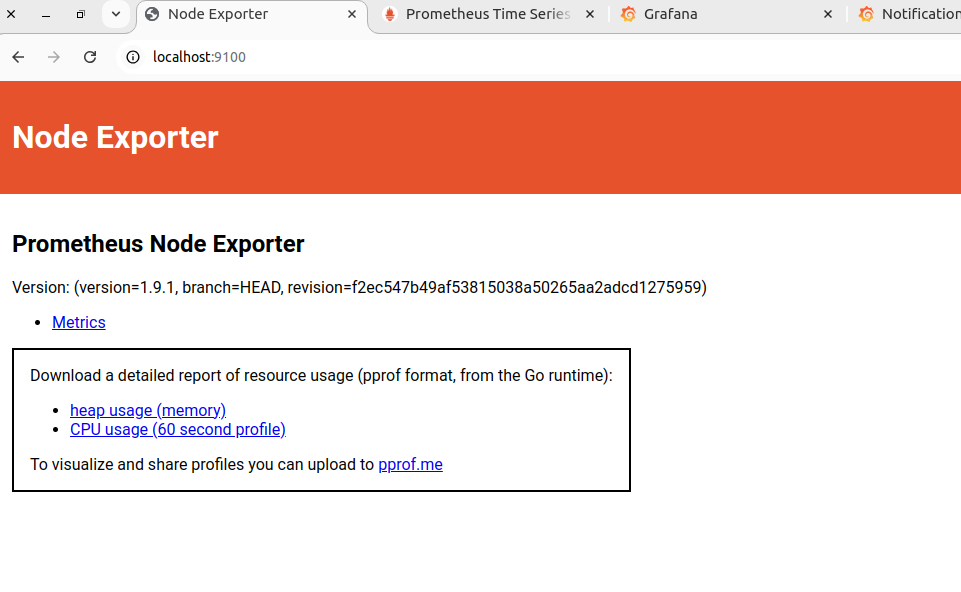 Node Exporter
Prometheus Time Series
Grafana
Notification
localhost:9100
Node Exporter
Prometheus Node Exporter
Version: (version=1.9.1, branch=HEAD, revision=f2ec547b49af53815038a50265aa2adcd1275959)
Metrics
Download a detailed report of resource usage (pprof format, from the Go runtime):
heap usage (memory)
CPU usage (60 second profile)
To visualize and share profiles you can upload to pprof.me